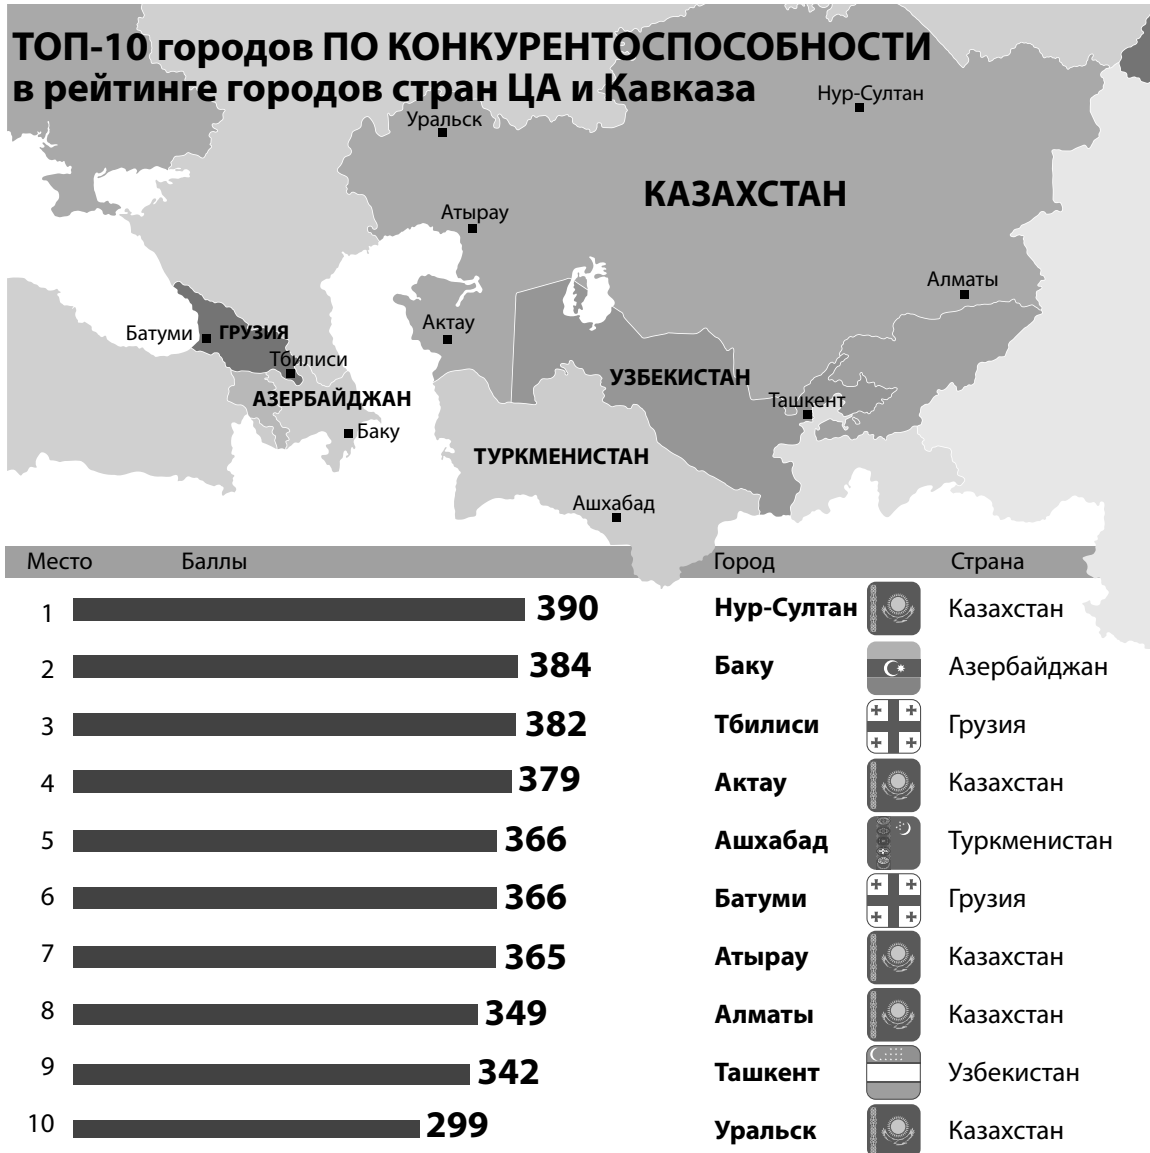 ТОП-10 городов ПО КОНКУРЕНТОСПОСОБНОСТИ
в рейтинге городов стран ЦА и Кавказа
Нур-Султан
Уральск
КАЗАХСТАН
Атырау
Алматы
Актау
Батуми
ГРУЗИЯ
Тбилиси
УЗБЕКИСТАН
АЗЕРБАЙДЖАН
Ташкент
Баку
ТУРКМЕНИСТАН
Ашхабад
Место Баллы Город Страна
1 390 Нур-Султан Казахстан
2 384 Баку Азербайджан
3 382 Тбилиси Грузия
4 379 Актау Казахстан
5 366 Ашхабад Туркменистан
6 366 Батуми Грузия
7 365 Атырау Казахстан
8 349 Алматы Казахстан
9 342 Ташкент Узбекистан
10 299 Уральск Казахстан